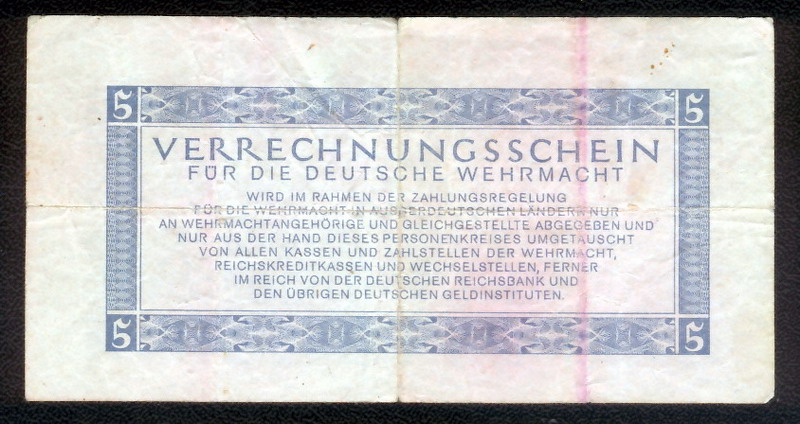 5 5
VERRECHNUNGSSCHEIN
FÜR DIE DEUTSCHE WEHRMACHT
WIRD IM RAHMEN DER ZAHLUNGSREGELUNG
FÜR DIE WEHRMACHT IN AUSSERDEUTSCHEN LÄNDERN NUR
AN WEHRMACHTANGEHÖRIGE UND GLEICHGESTELLTE ABGEGEBEN UND
NUR AUS DER HAND DIESES PERSONENKREISES UMGETAUSCHT
VON ALLEN KASSEN UND ZAHLSTELLEN DER WEHRMACHT,
REICHSKREDITKASSEN UND WECHSELSTELLEN, FERNER
IM REICH VON DER DEUTSCHEN REICHSBANK UND
DEN ÜBRIGEN DEUTSCHEN GELDINSTITUTEN.
5 5